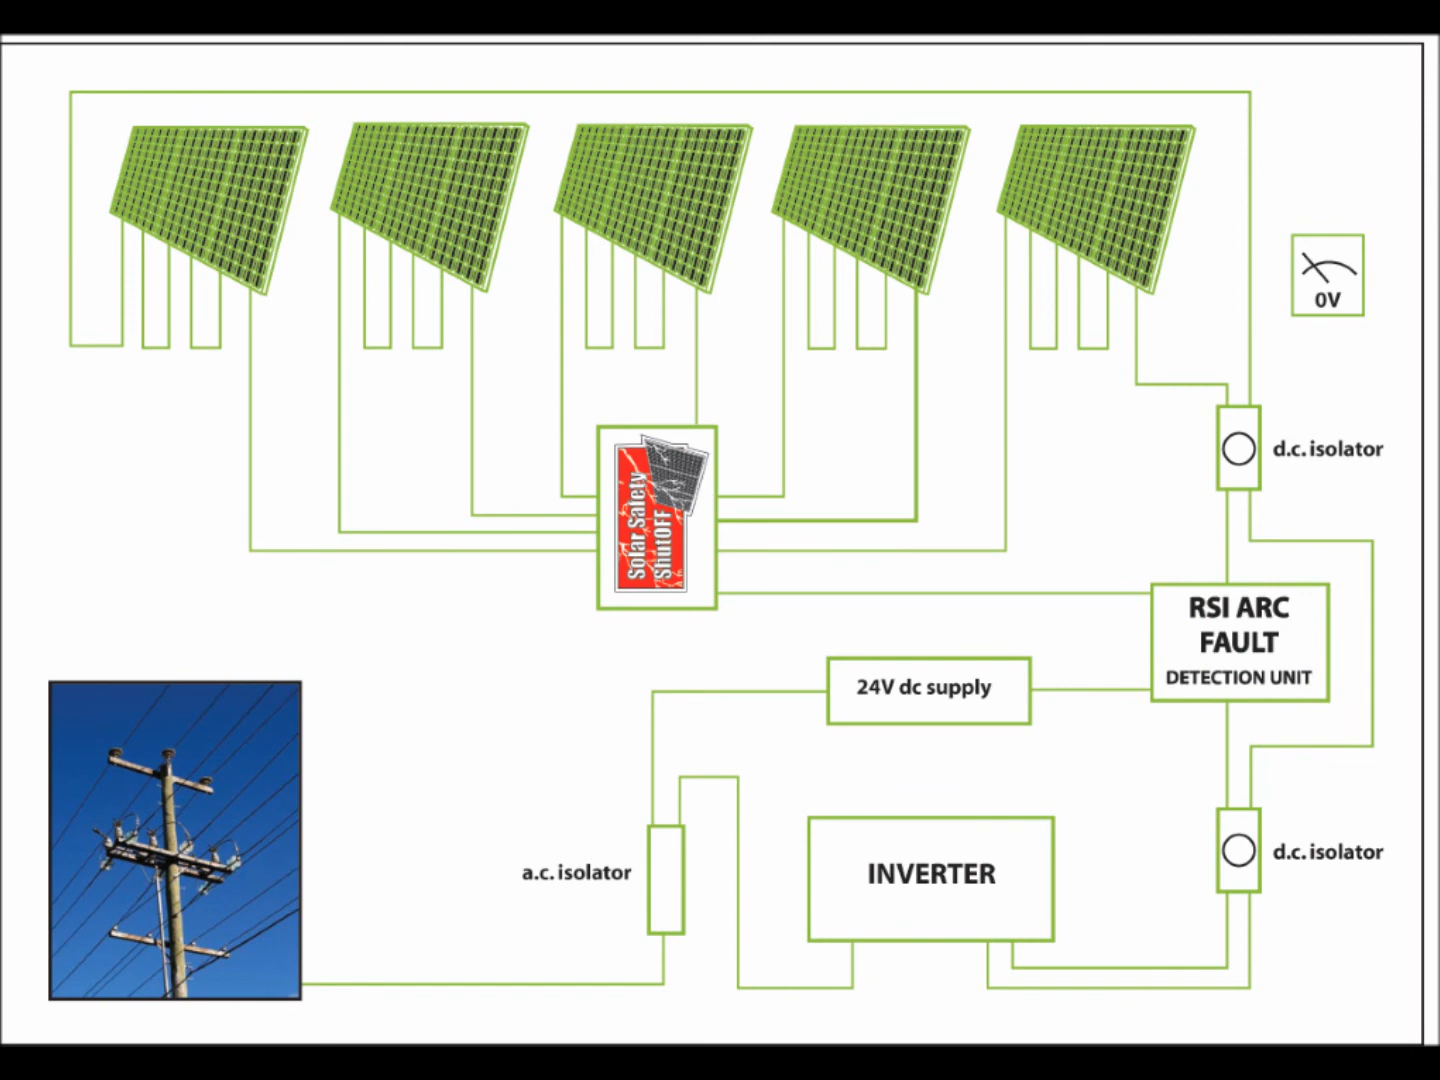 0V
d.c. isolator
Solar Safety
ShutOFF
RSI ARC
FAULT
DETECTION UNIT
24V dc supply
a.c. isolator
INVERTER
d.c. isolator